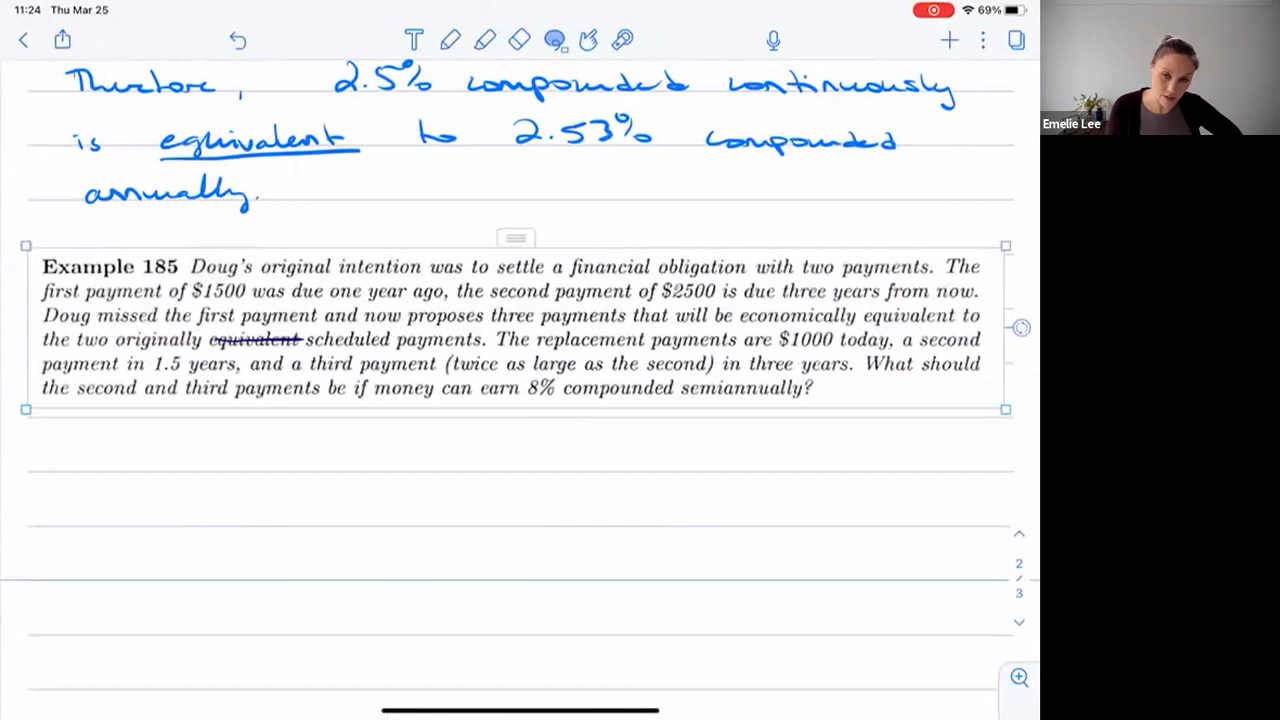 11:24 Thu Mar 25
69%
Therefore, 2.5% compounded continuously
is equivalent to 2.53% compounded
annually.
Emelie Lee
Example 185 Doug's original intention was to settle a financial obligation with two payments. The
first payment of $1500 was due one year ago, the second payment of $2500 is due three years from now.
Doug missed the first payment and now proposes three payments that will be economically equivalent to
the two originally equivalent scheduled payments. The replacement payments are $1000 today, a second
payment in 1.5 years, and a third payment (twice as large as the second) in three years. What should
the second and third payments be if money can earn 8% compounded semiannually?
2
3